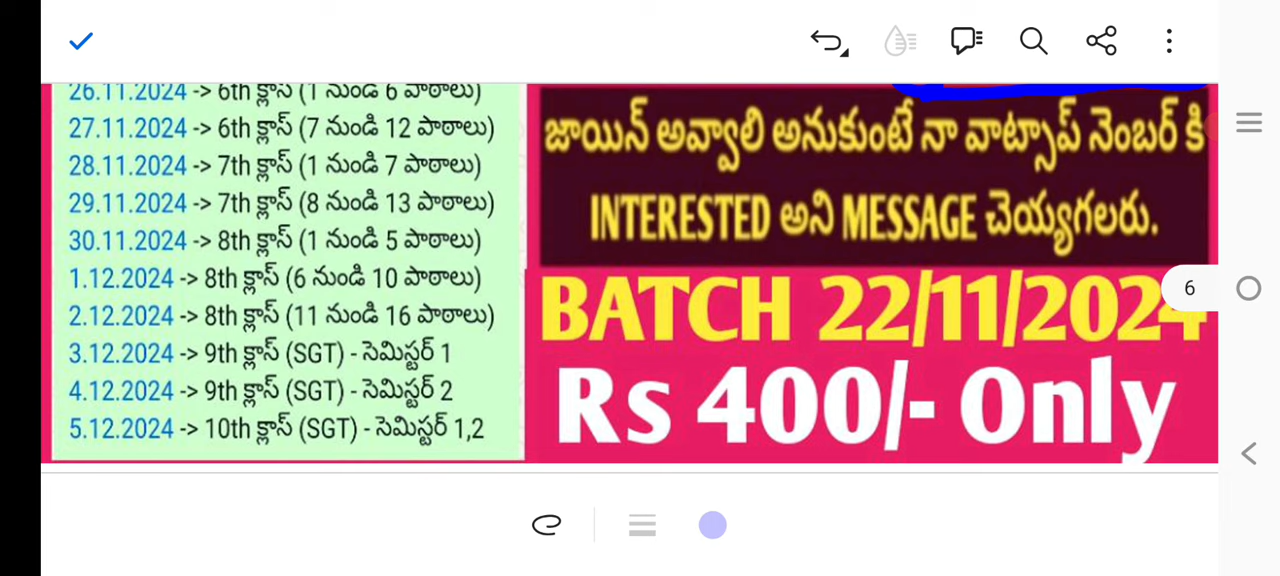 26.11.2024 -> 6th క్లాస్ (1 నుండి 6 పాఠాలు)
27.11.2024 -> 6th క్లాస్ (7 నుండి 12 పాఠాలు)
28.11.2024 -> 7th క్లాస్ (1 నుండి 7 పాఠాలు)
29.11.2024 -> 7th క్లాస్ (8 నుండి 13 పాఠాలు)
30.11.2024 -> 8th క్లాస్ (1 నుండి 5 పాఠాలు)
1.12.2024 -> 8th క్లాస్ (6 నుండి 10 పాఠాలు)
2.12.2024 -> 8th క్లాస్ (11 నుండి 16 పాఠాలు)
3.12.2024 -> 9th క్లాస్ (SGT) - సెమిస్టర్ 1
4.12.2024 -> 9th క్లాస్ (SGT) - సెమిస్టర్ 2
5.12.2024 -> 10th క్లాస్ (SGT) - సెమిస్టర్ 1,2
జాయిన్ అవ్వాలి అనుకుంటే నా వాట్సాప్ నెంబర్ కి
INTERESTED అని MESSAGE చెయ్యగలరు.
BATCH 22/11/2024
Rs 400/- Only
6